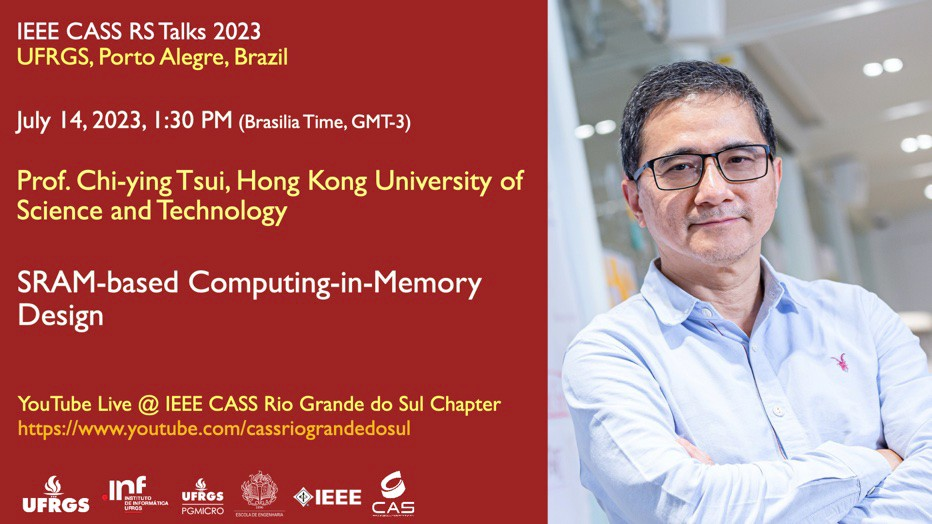 IEEE CASS RS Talks 2023
UFRGS, Porto Alegre, Brazil
July 14, 2023, 1:30 PM (Brasilia Time, GMT-3)
Prof. Chi-ying Tsui, Hong Kong University of
Science and Technology
SRAM-based Computing-in-Memory
Design
YouTube Live @ IEEE CASS Rio Grande do Sul Chapter
https://www.youtube.com/cassriograndedosul
UFRGS
.inf
INSTITUTO
DE INFORMÁTICA
UFRGS
UFRGS
PGMICRO
ESCOLA DE ENGENHARIA
IEEE
CAS